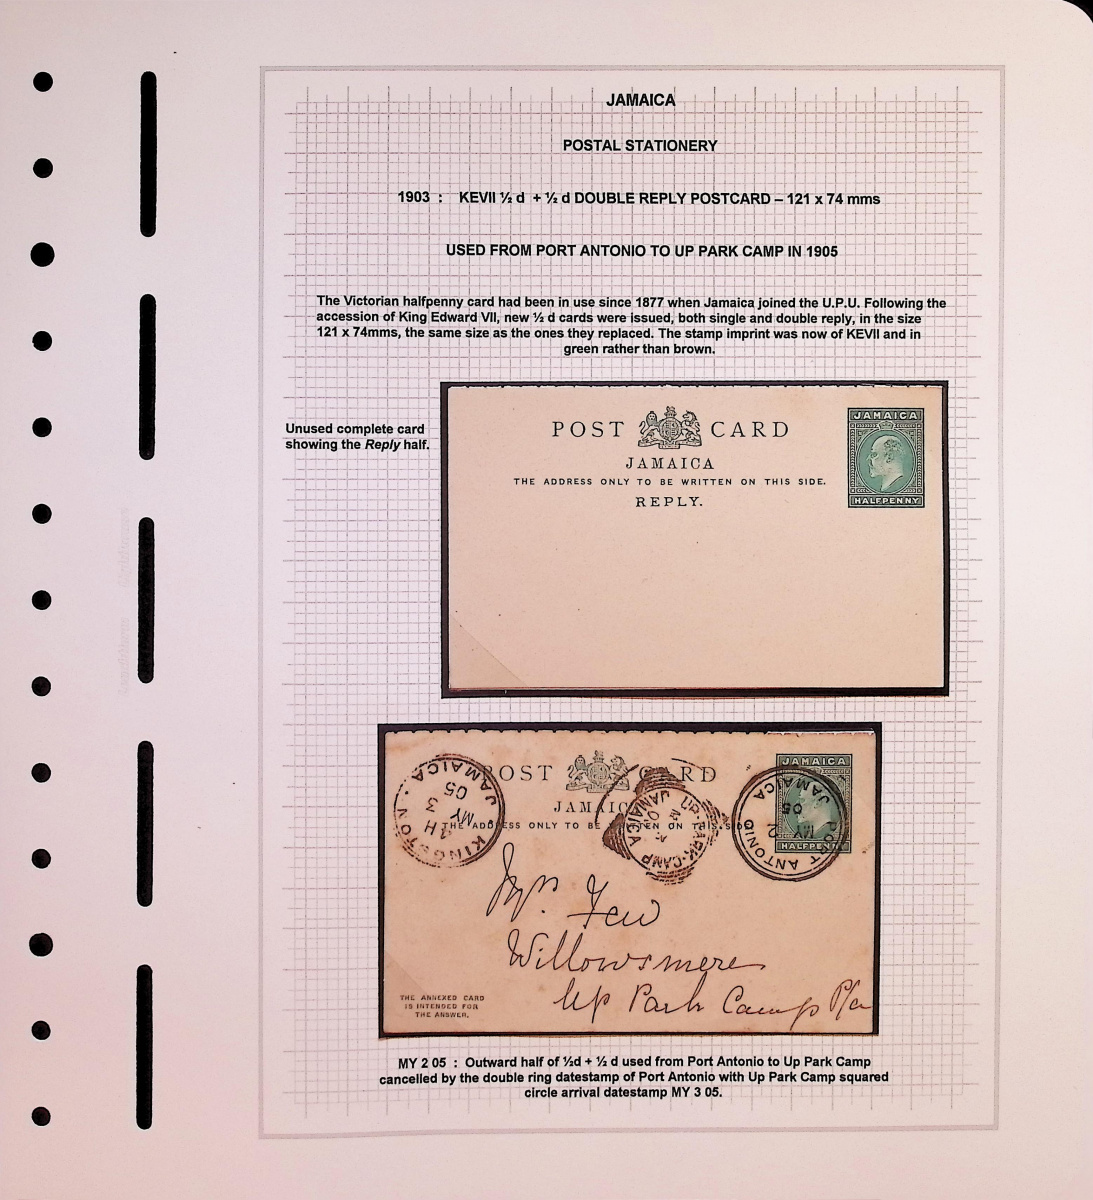 JAMAICA
POSTAL STATIONERY
1903 : KEVII ½ d + ½ d DOUBLE REPLY POSTCARD – 121 x 74 mms
USED FROM PORT ANTONIO TO UP PARK CAMP IN 1905
The Victorian halfpenny card had been in use since 1877 when Jamaica joined the U.P.U. Following the
accession of King Edward VII, new ½ d cards were issued, both single and double reply, in the size
121 x 74mms, the same size as the ones they replaced. The stamp imprint was now of KEVII and in
green rather than brown.
Unused complete card
showing the Reply half.
POST CARD
JAMAICA
THE ADDRESS ONLY TO BE WRITTEN ON THIS SIDE.
REPLY.
JAMAICA
HALFPENNY
POST CARD
JAMAIC
THE ADDRESS ONLY TO BE TEN ON THIS SID
JAMAICA
HALFPENN
KINGSTON JAMAICA
MY 3
05
UP-PARK-CAMP
JAMAICA
PORT ANTONIO
JAMAICA
MY 2
05
Few
Willowsmere
Up Park Camp
THE ANNEXED CARD
IS INTENDED FOR
THE ANSWER.
MY 2 05 : Outward half of ½d + ½ d used from Port Antonio to Up Park Camp
cancelled by the double ring datestamp of Port Antonio with Up Park Camp squared
circle arrival datestamp MY 3 05.